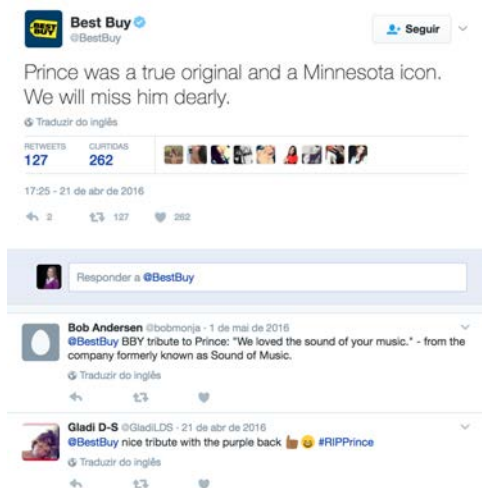 BEST BUY
Best Buy
@BestBuy
Seguir
Prince was a true original and a Minnesota icon.
We will miss him dearly.
Traduzir do inglês
RETWEETS CURTIDAS
127 262
17:25 - 21 de abr de 2016
2 127 262
Responder a @BestBuy
Bob Andersen @bobmonja · 1 de mai de 2016
@BestBuy BBY tribute to Prince: "We loved the sound of your music." - from the
company formerly known as Sound of Music.
Traduzir do inglês
Gladi D-S @GladiLDS · 21 de abr de 2016
@BestBuy nice tribute with the purple back 👍🏾 😀 #RIPPrince
Traduzir do inglês